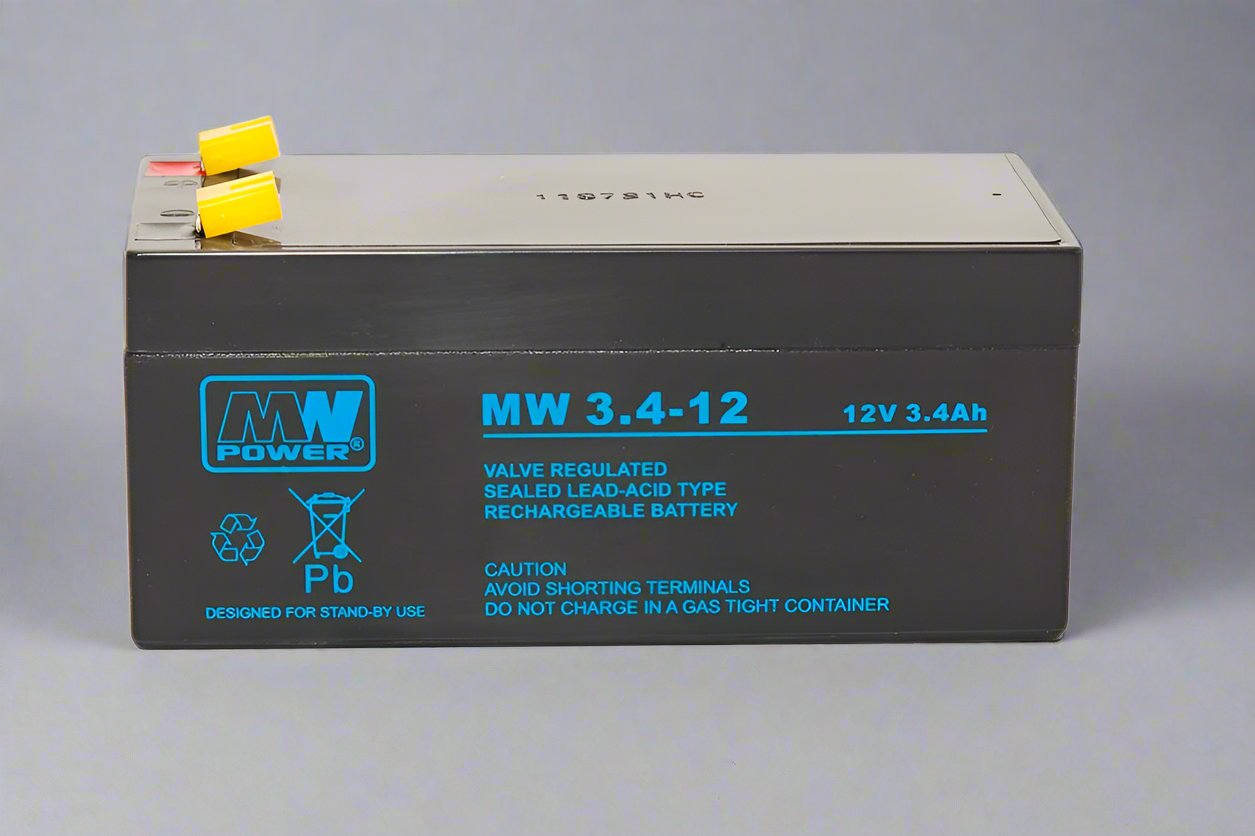 MW
POWER®
MW 3.4-12
12V 3.4Ah
VALVE REGULATED
SEALED LEAD-ACID TYPE
RECHARGEABLE BATTERY
Pb
DESIGNED FOR STAND-BY USE
CAUTION
AVOID SHORTING TERMINALS
DO NOT CHARGE IN A GAS TIGHT CONTAINER